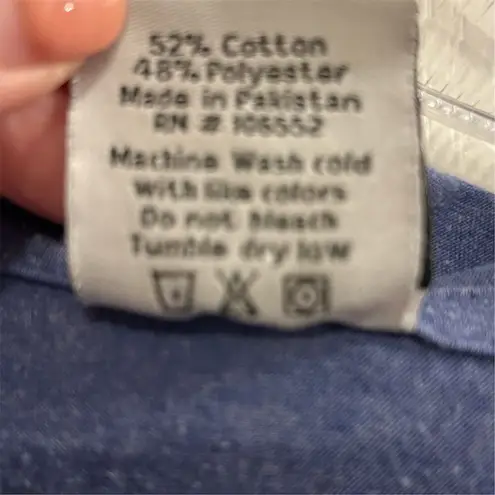 52% Cotton
48% Polyester
Made in Pakistan
RN # 106552
Machine Wash cold
With like colors
Do not bleach
Tumble dry low